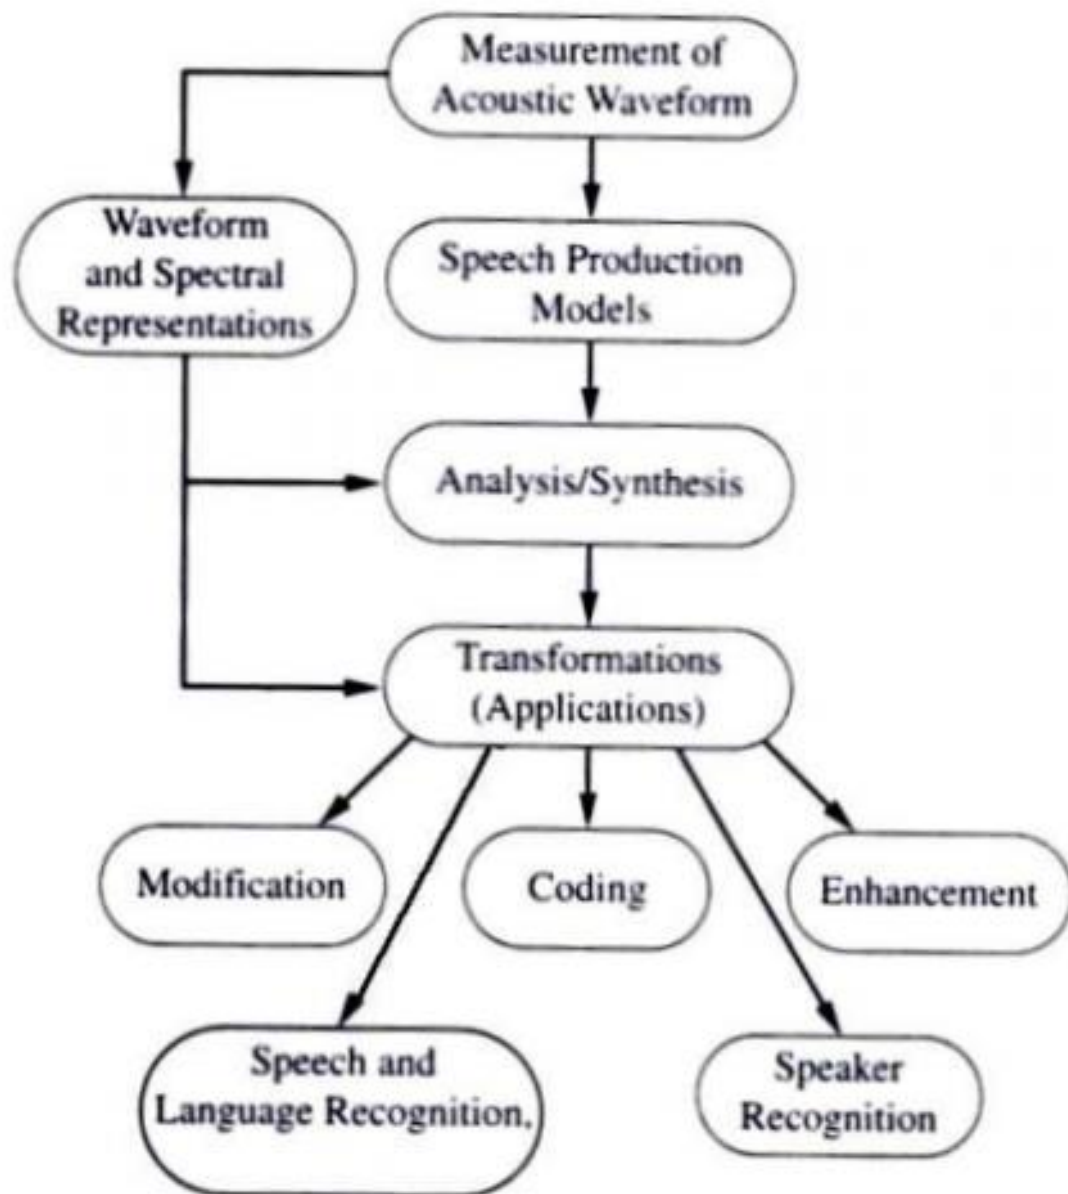 Measurement of
Acoustic Waveform
Waveform
and Spectral
Representations
Speech Production
Models
Analysis/Synthesis
Transformations
(Applications)
Modification
Coding
Enhancement
Speech and
Language Recognition.
Speaker
Recognition